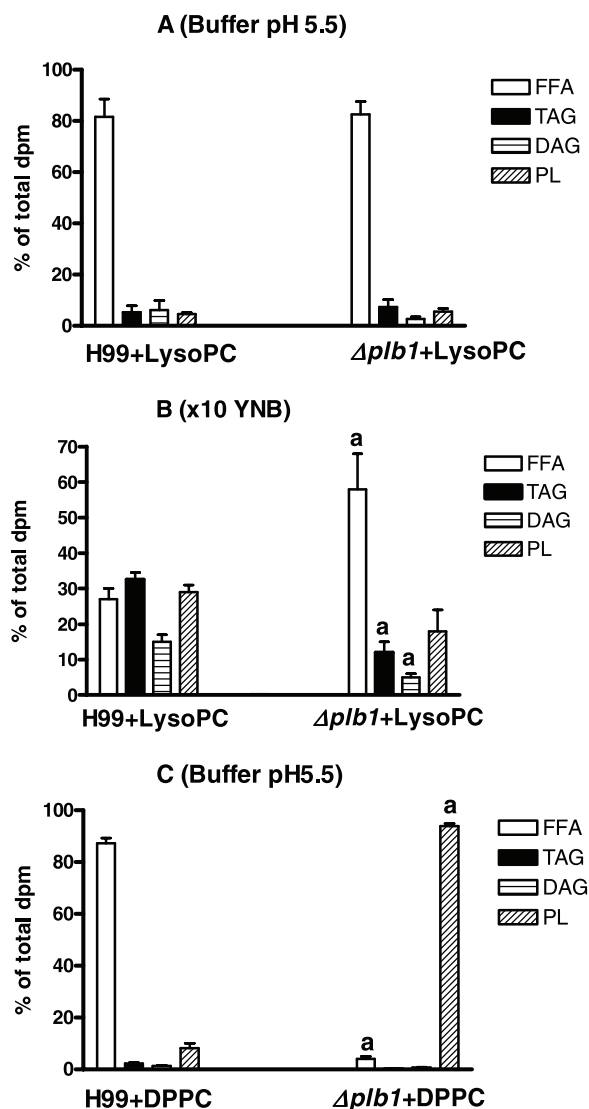 A (Buffer pH 5.5)
100
80
60
40
20
0
% of total dpm
FFA
TAG
DAG
PL
H99+LysoPC
Δplb1+LysoPC
B (x10 YNB)
70
60
50
40
30
20
10
0
% of total dpm
a
a
a
FFA
TAG
DAG
PL
H99+LysoPC
Δplb1+LysoPC
C (Buffer pH5.5)
100
80
60
40
20
0
% of total dpm
a
a
FFA
TAG
DAG
PL
H99+DPPC
Δplb1+DPPC